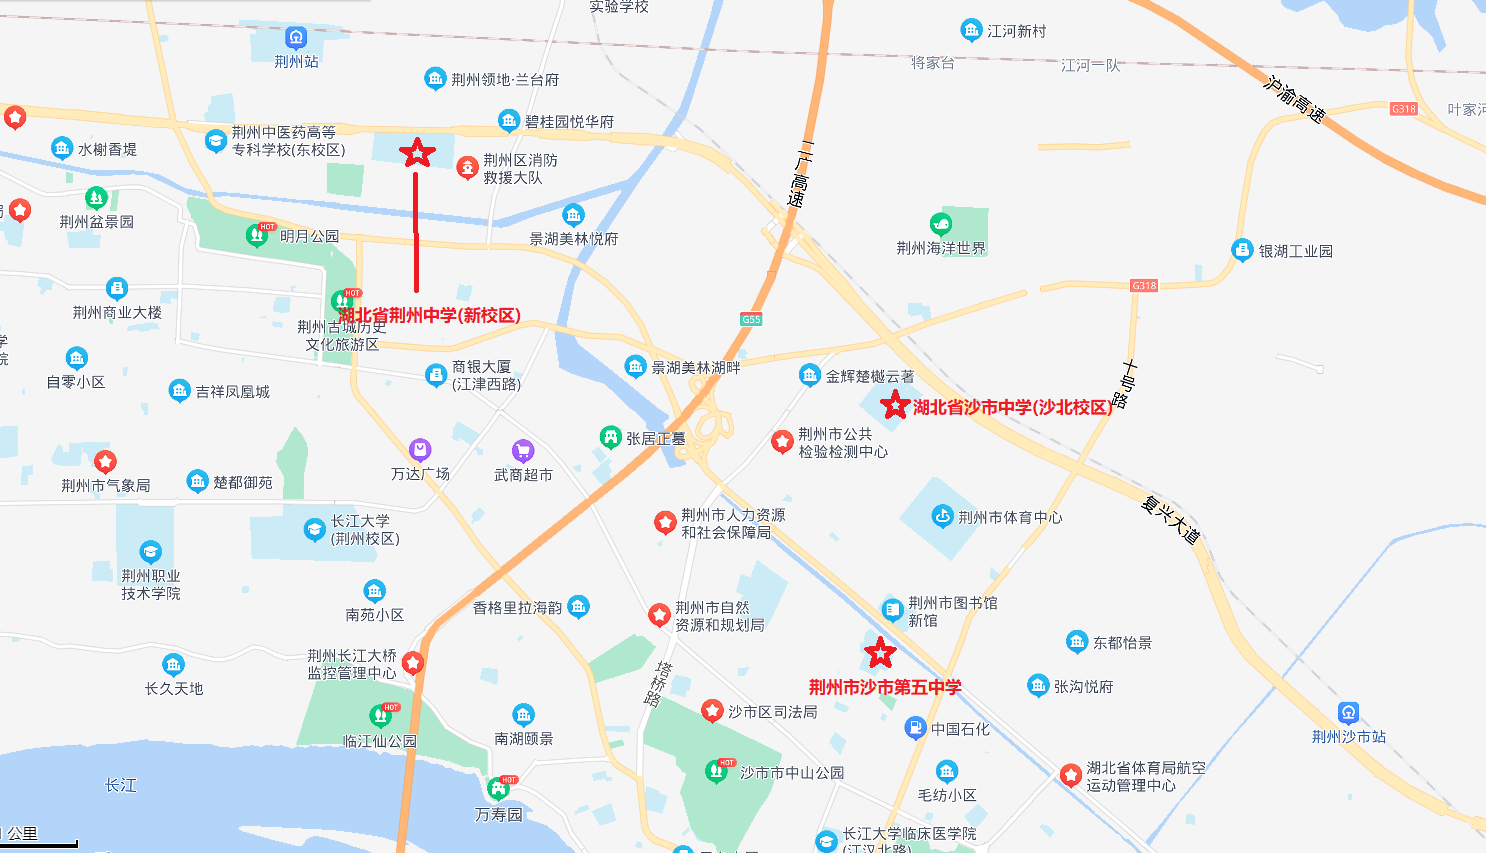 实验学校
江河新村
荆州站
将家台
江河一队
荆州领地·兰台府
沪渝高速
G318
叶家河
碧桂园悦华府
荆州中医药高等
专科学校(东校区)
水榭香堤
荆州区消防
救援大队
二广高速
荆州盆景园
HOT
明月公园
景湖美林悦府
荆州海洋世界
银湖工业园
G318
HOT
荆州商业大楼
湖北省荆州中学(新校区)
荆州古城历史
文化旅游区
G55
学
院
商银大厦
(江津西路)
景湖美林湖畔
金辉楚樾云著
十号路
自零小区
吉祥凤凰城
湖北省沙市中学(沙北校区)
张居正墓
荆州市公共
检验检测中心
万达广场
武商超市
荆州市气象局
楚都御苑
荆州市人力资源
和社会保障局
荆州市体育中心
复兴大道
长江大学
(荆州校区)
荆州职业
技术学院
南苑小区
香格里拉海韵
荆州市自然
资源和规划局
荆州市图书馆
新馆
东都怡景
荆州长江大桥
监控管理中心
塔桥路
荆州市沙市第五中学
张沟悦府
长久天地
HOT
临江仙公园
南湖颐景
沙市区司法局
中国石化
荆州沙市站
长江
HOT
万寿园
HOT
沙市市中山公园
毛纺小区
湖北省体育局航空
运动管理中心
公里
长江大学临床医学院
(江汉北路)